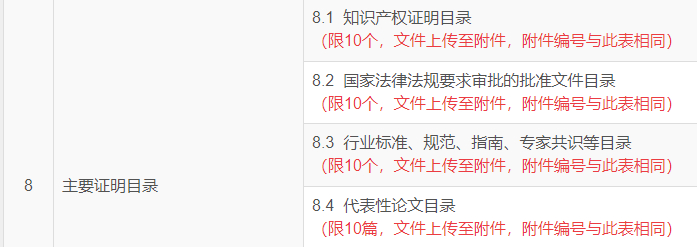 8.1 知识产权证明目录
（限10个，文件上传至附件，附件编号与此表相同）
8.2 国家法律法规要求审批的批准文件目录
（限10个，文件上传至附件，附件编号与此表相同）
8.3 行业标准、规范、指南、专家共识等目录
（限10个，文件上传至附件，附件编号与此表相同）
8 主要证明目录
8.4 代表性论文目录
（限10篇，文件上传至附件，附件编号与此表相同）